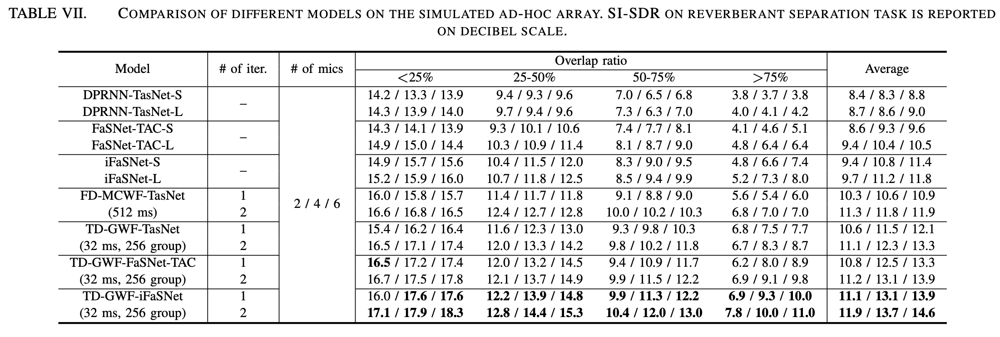 TABLE VII. COMPARISON OF DIFFERENT MODELS ON THE SIMULATED AD-HOC ARRAY. SI-SDR ON REVERBERANT SEPARATION TASK IS REPORTED
ON DECIBEL SCALE.
Model # of iter. # of mics Overlap ratio Average
<25% 25-50% 50-75% >75%
DPRNN-TasNet-S – 14.2 / 13.3 / 13.9 9.4 / 9.3 / 9.6 7.0 / 6.5 / 6.8 3.8 / 3.7 / 3.8 8.4 / 8.3 / 8.8
DPRNN-TasNet-L 14.3 / 13.9 / 14.0 9.7 / 9.4 / 9.6 7.3 / 6.3 / 7.0 4.0 / 4.1 / 4.2 8.7 / 8.6 / 9.0
FaSNet-TAC-S – 14.3 / 14.1 / 13.9 9.3 / 10.1 / 10.6 7.4 / 7.7 / 8.1 4.1 / 4.6 / 5.1 8.6 / 9.3 / 9.6
FaSNet-TAC-L 14.9 / 15.0 / 14.4 10.3 / 10.9 / 11.4 8.1 / 8.7 / 9.0 4.8 / 6.4 / 6.4 9.4 / 10.4 / 10.5
iFaSNet-S – 14.9 / 15.7 / 15.6 10.4 / 11.5 / 12.0 8.3 / 9.0 / 9.5 4.8 / 6.6 / 7.4 9.4 / 10.8 / 11.4
iFaSNet-L 15.2 / 15.9 / 16.0 10.7 / 11.8 / 12.5 8.5 / 9.4 / 9.9 5.2 / 7.3 / 8.0 9.7 / 11.2 / 11.8
FD-MCWF-TasNet 1 2 / 4 / 6 16.0 / 15.8 / 15.7 11.4 / 11.7 / 11.8 9.1 / 8.8 / 9.0 5.6 / 5.4 / 6.0 10.3 / 10.6 / 10.9
(512 ms) 2 16.6 / 16.8 / 16.5 12.4 / 12.7 / 12.8 10.0 / 10.2 / 10.3 6.8 / 7.0 / 7.0 11.3 / 11.8 / 11.9
TD-GWF-TasNet 1 15.4 / 16.2 / 16.4 11.6 / 12.3 / 13.0 9.3 / 9.8 / 10.3 6.8 / 7.5 / 7.7 10.6 / 11.5 / 12.1
(32 ms, 256 group) 2 16.5 / 17.1 / 17.4 12.0 / 13.3 / 14.2 9.8 / 10.2 / 11.8 6.7 / 8.3 / 8.7 11.1 / 12.3 / 13.3
TD-GWF-FaSNet-TAC 1 16.5 / 17.2 / 17.4 12.0 / 13.2 / 14.5 9.4 / 10.9 / 11.7 6.2 / 8.0 / 8.9 10.8 / 12.5 / 13.3
(32 ms, 256 group) 2 16.7 / 17.5 / 17.8 12.1 / 13.7 / 14.9 9.9 / 11.5 / 12.2 6.9 / 9.1 / 9.8 11.2 / 13.1 / 13.9
TD-GWF-iFaSNet 1 16.0 / 17.6 / 17.6 12.2 / 13.9 / 14.8 9.9 / 11.3 / 12.2 6.9 / 9.3 / 10.0 11.1 / 13.1 / 13.9
(32 ms, 256 group) 2 17.1 / 17.9 / 18.3 12.8 / 14.4 / 15.3 10.4 / 12.0 / 13.0 7.8 / 10.0 / 11.0 11.9 / 13.7 / 14.6